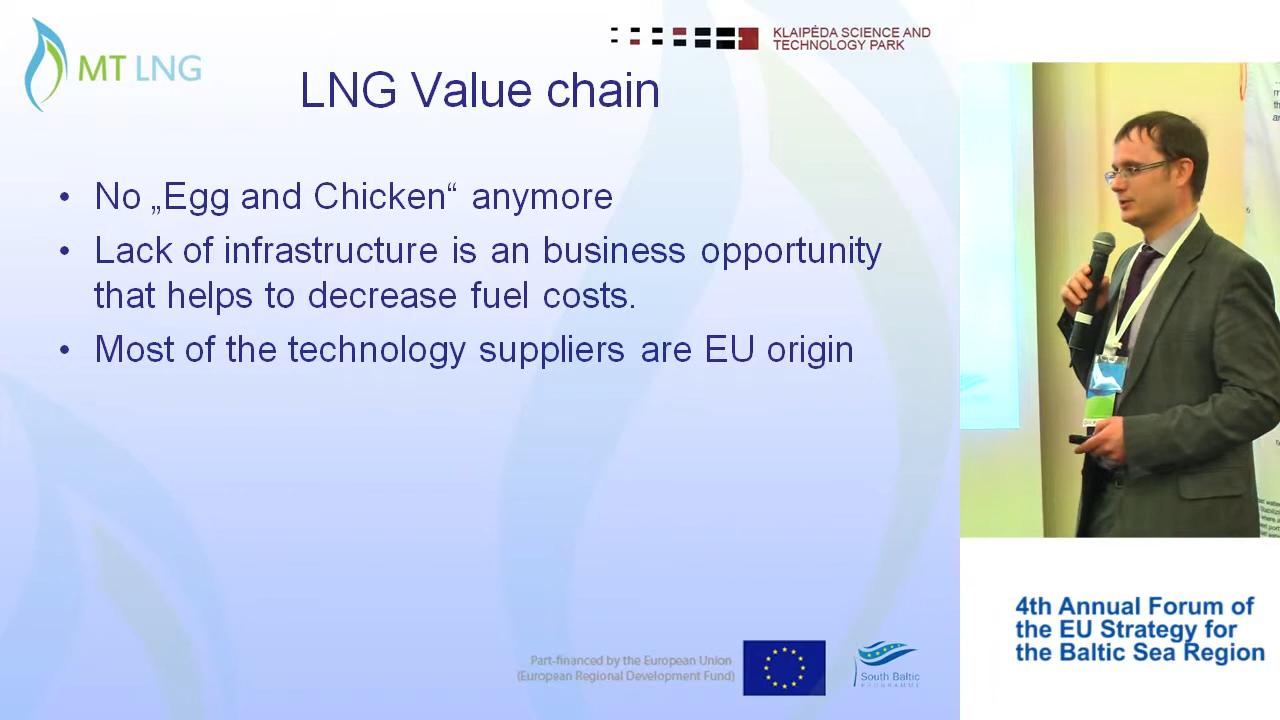 MT LNG
KLAIPĖDA SCIENCE AND
TECHNOLOGY PARK
LNG Value chain
• No „Egg and Chicken“ anymore
• Lack of infrastructure is an business opportunity
that helps to decrease fuel costs.
• Most of the technology suppliers are EU origin
Part-financed by the European Union
(European Regional Development Fund)
South Baltic
PROGRAMME
4th Annual Forum of
the EU Strategy for
the Baltic Sea Region